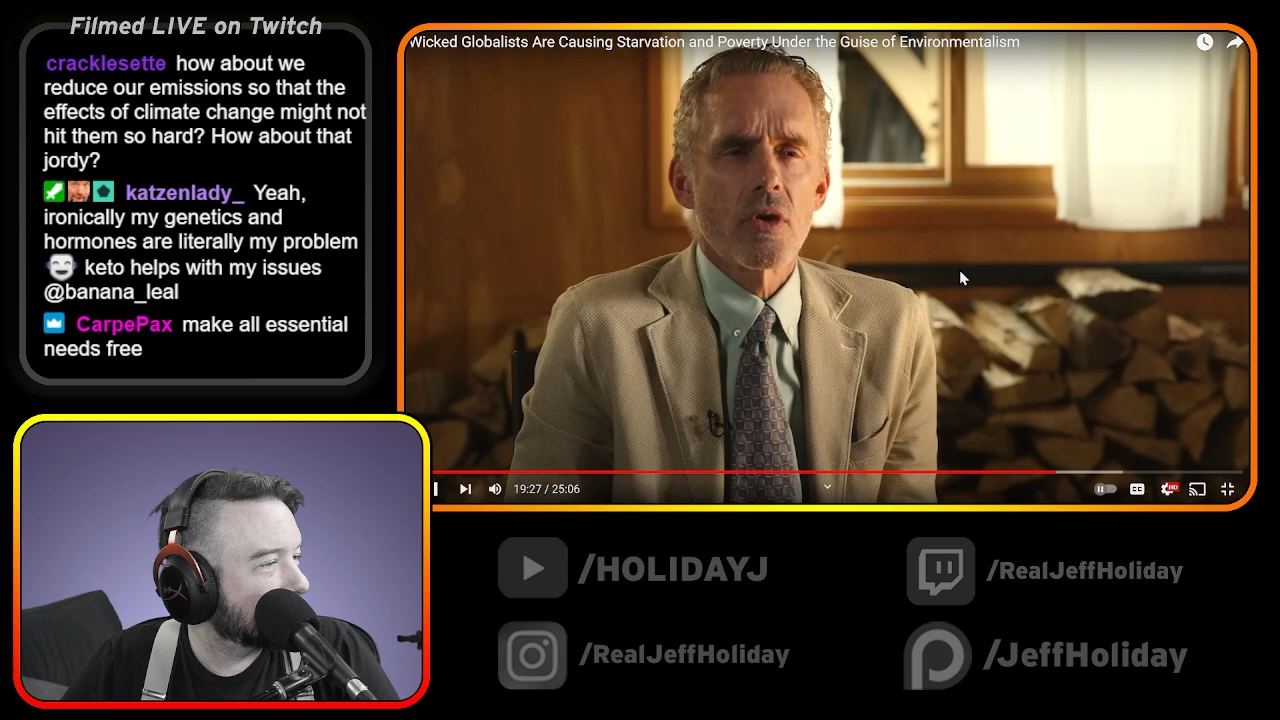 Filmed LIVE on Twitch
cracklesette how about we
reduce our emissions so that the
effects of climate change might not
hit them so hard? How about that
jordy?
katzenlady_ Yeah,
ironically my genetics and
hormones are literally my problem
keto helps with my issues
@banana_leal
CarpePax make all essential
needs free
Wicked Globalists Are Causing Starvation and Poverty Under the Guise of Environmentalism
19:27 / 25:06
CC
HD
/HOLIDAYJ
/RealJeffHoliday
/RealJeffHoliday
/JeffHoliday